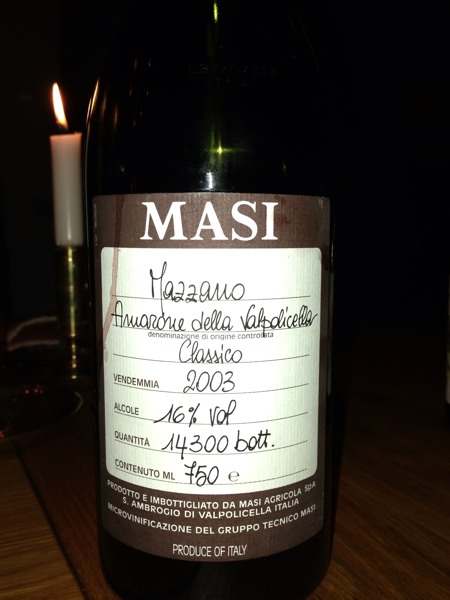 MASI
Mazzano
Amarone della Valpolicella
denominazione di origine controllata
Classico
VENDEMMIA 2003
ALCOLE 16% vol
QUANTITÀ 14300 bott.
CONTENUTO ML 750 e
PRODOTTO E IMBOTTIGLIATO DA MASI AGRICOLA SpA
S. AMBROGIO DI VALPOLICELLA ITALIA
MICROVINIFICAZIONE DEL GRUPPO TECNICO MASI
PRODUCE OF ITALY